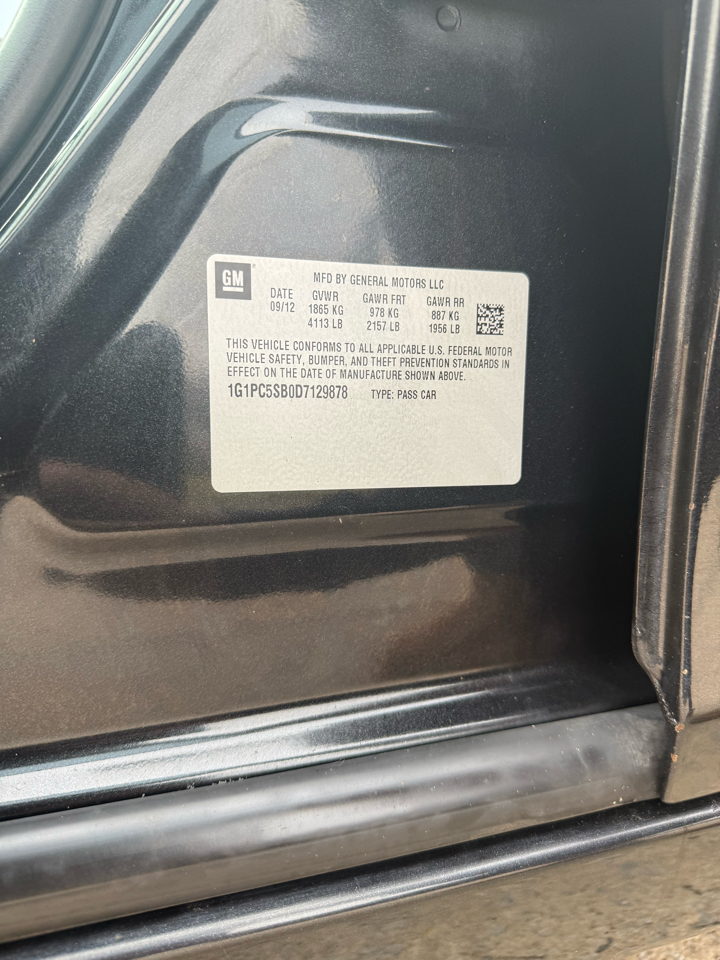 GM
MFD BY GENERAL MOTORS LLC
DATE GVWR GAWR FRT GAWR RR
09/12 1865 KG 978 KG 887 KG
4113 LB 2157 LB 1956 LB
THIS VEHICLE CONFORMS TO ALL APPLICABLE U.S. FEDERAL MOTOR
VEHICLE SAFETY, BUMPER, AND THEFT PREVENTION STANDARDS IN
EFFECT ON THE DATE OF MANUFACTURE SHOWN ABOVE.
1G1PC5SB0D7129878 TYPE: PASS CAR